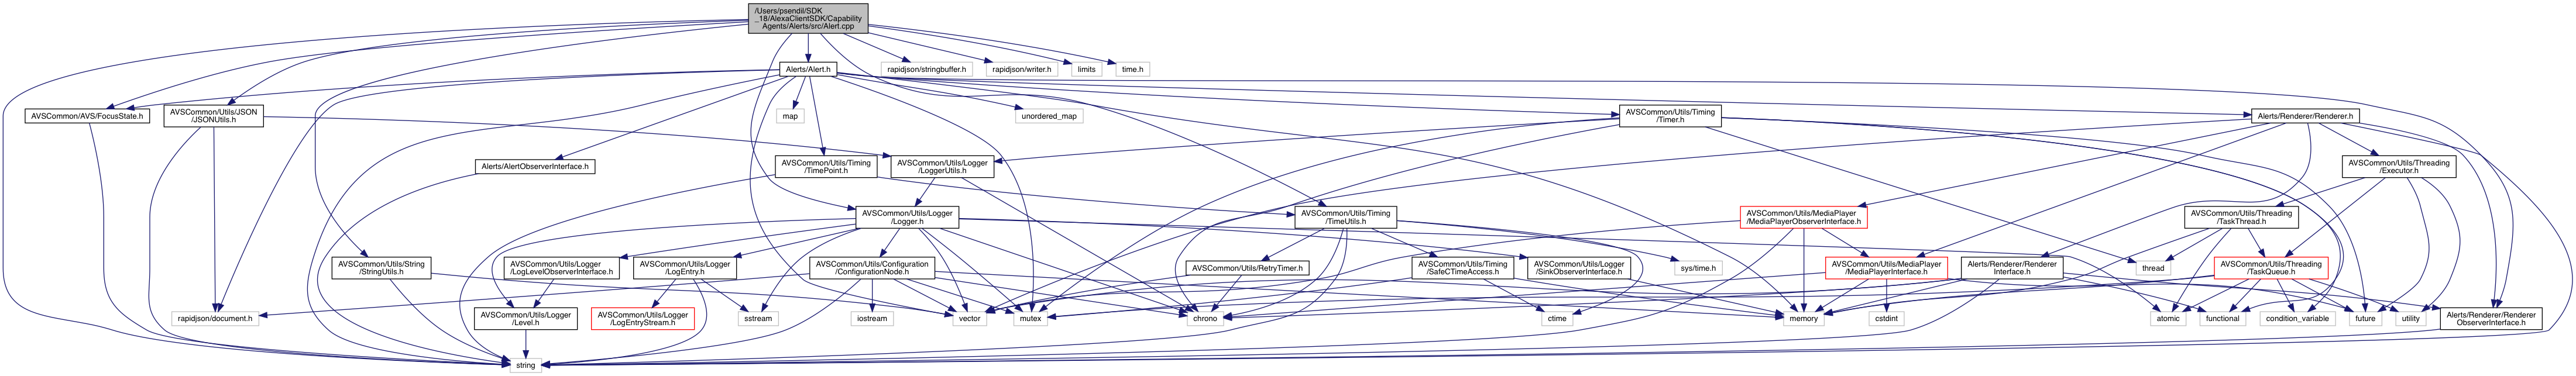 /Users/psendil/SDK
_18/AlexaClientSDK/Capability
Agents/Alerts/src/Alert.cpp
Alerts/Alert.h
rapidjson/stringbuffer.h
rapidjson/writer.h
limits
time.h
AVSCommon/AVS/FocusState.h
AVSCommon/Utils/JSON
/JSONUtils.h
map
unordered_map
AVSCommon/Utils/Timing
/Timer.h
Alerts/Renderer/Renderer.h
Alerts/AlertObserverInterface.h
AVSCommon/Utils/Timing
/TimePoint.h
AVSCommon/Utils/Logger
/LoggerUtils.h
AVSCommon/Utils/Threading
/Executor.h
AVSCommon/Utils/Logger
/Logger.h
AVSCommon/Utils/Timing
/TimeUtils.h
AVSCommon/Utils/MediaPlayer
/MediaPlayerObserverInterface.h
AVSCommon/Utils/Threading
/TaskThread.h
AVSCommon/Utils/String
/StringUtils.h
AVSCommon/Utils/Logger
/LogLevelObserverInterface.h
AVSCommon/Utils/Logger
/LogEntry.h
AVSCommon/Utils/Configuration
/ConfigurationNode.h
AVSCommon/Utils/RetryTimer.h
AVSCommon/Utils/Timing
/SafeCTimeAccess.h
AVSCommon/Utils/Logger
/SinkObserverInterface.h
sys/time.h
AVSCommon/Utils/MediaPlayer
/MediaPlayerInterface.h
Alerts/Renderer/Renderer
Interface.h
thread
AVSCommon/Utils/Threading
/TaskQueue.h
rapidjson/document.h
AVSCommon/Utils/Logger
/Level.h
AVSCommon/Utils/Logger
/LogEntryStream.h
sstream
iostream
vector
mutex
chrono
ctime
memory
cstdint
atomic
functional
condition_variable
future
utility
Alerts/Renderer/Renderer
ObserverInterface.h
string